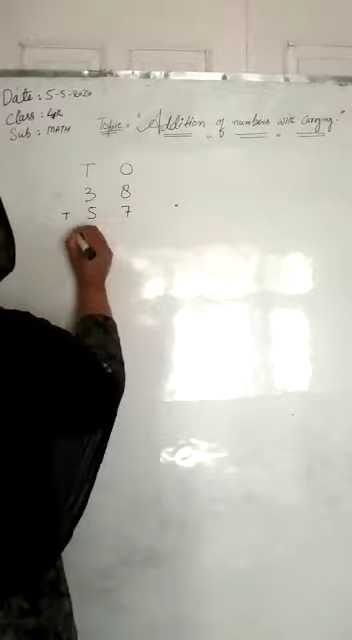 Date : 5-5-2020
Class : 4th
Sub : MATH
Topic = "Addition of numbers with Carrying."
T O
3 8
+ 5 7